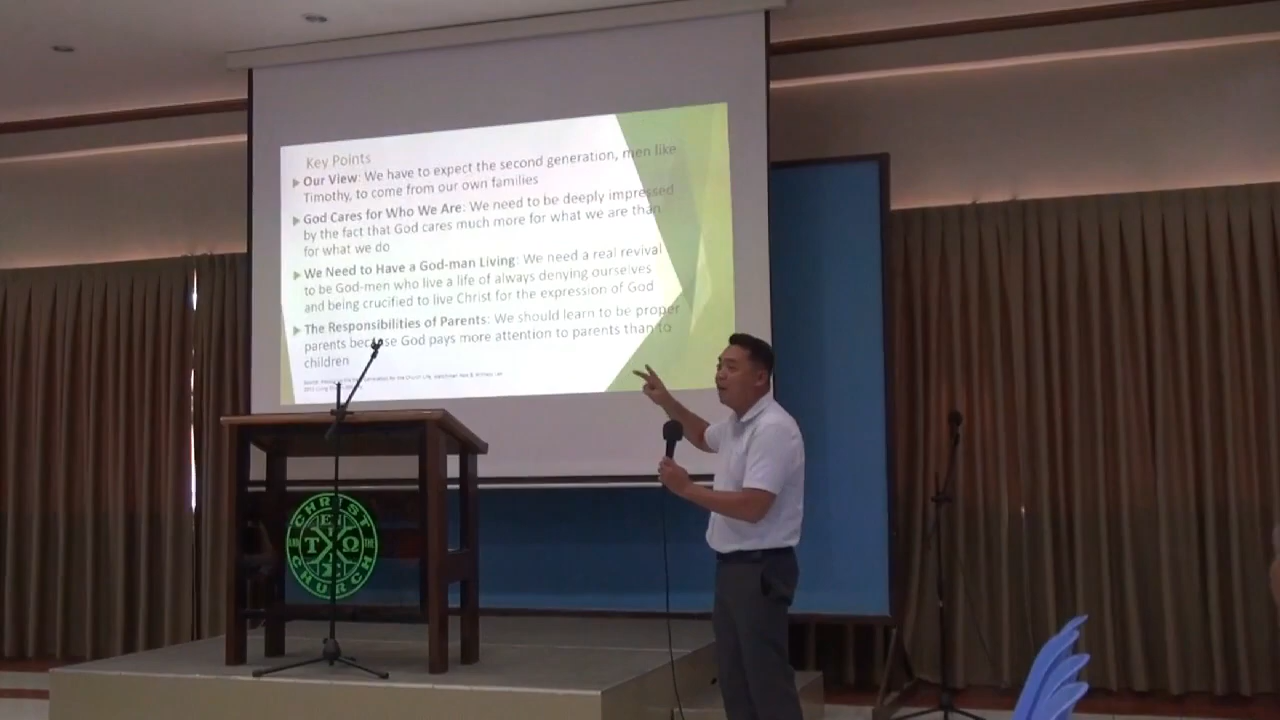 Key Points
Our View: We have to expect the second generation, men like
Timothy, to come from our own families
God Cares for Who We Are: We need to be deeply impressed
by the fact that God cares much more for what we are than
for what we do
We Need to Have a God-man Living: We need a real revival
to be God-men who live a life of always denying ourselves
and being crucified to live Christ for the expression of God
The Responsibilities of Parents: We should learn to be proper
parents because God pays more attention to parents than to
children
CHRIST
AND THE
CHURCH
T Ω